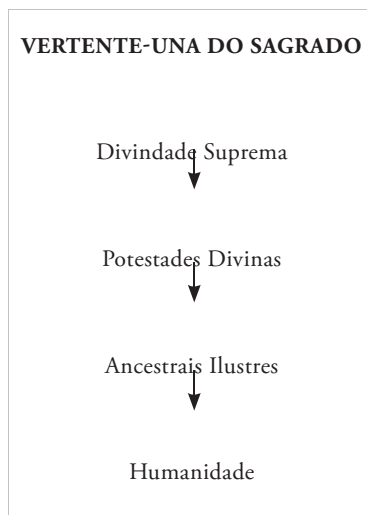 VERTENTE-UNA DO SAGRADO
Divindade Suprema
Potestades Divinas
Ancestrais Ilustres
Humanidade